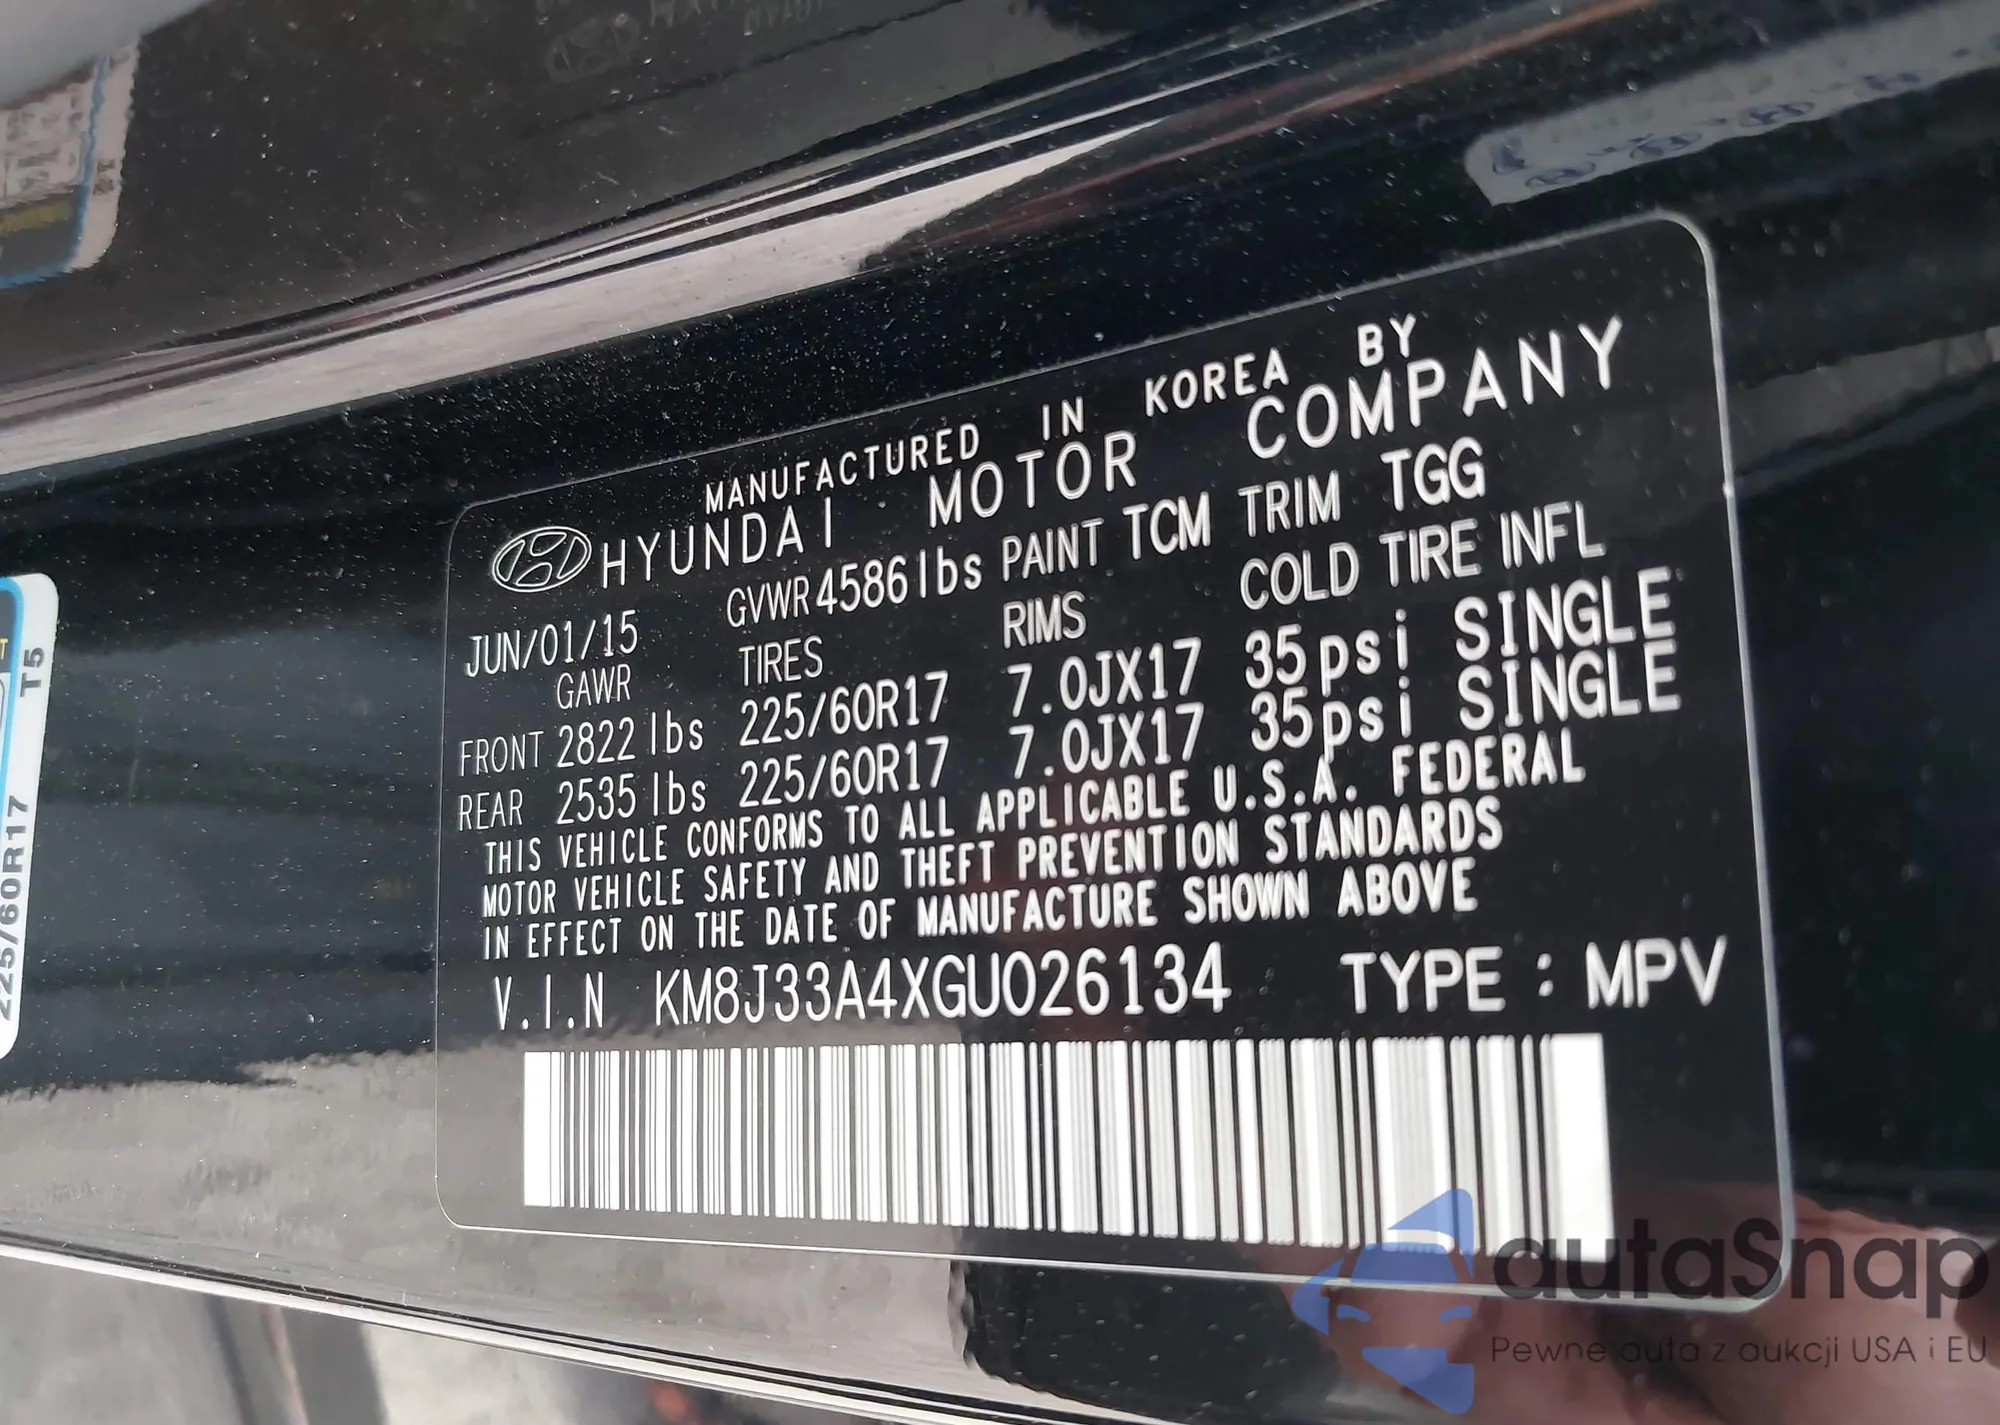 MANUFACTURED IN KOREA BY
HYUNDAI MOTOR COMPANY
JUN/01/15 GVWR 4586lbs PAINT TCM TRIM TGG
GAWR TIRES RIMS COLD TIRE INFL
FRONT 2822 lbs 225/60R17 7.0JX17 35psi SINGLE
REAR 2535 lbs 225/60R17 7.0JX17 35psi SINGLE
THIS VEHICLE CONFORMS TO ALL APPLICABLE U.S.A. FEDERAL
MOTOR VEHICLE SAFETY AND THEFT PREVENTION STANDARDS
IN EFFECT ON THE DATE OF MANUFACTURE SHOWN ABOVE
V.I.N KM8J33A4XGU026134 TYPE : MPV
T5
225/60R17
autaSnap
Pewne auta z aukcji USA i EU